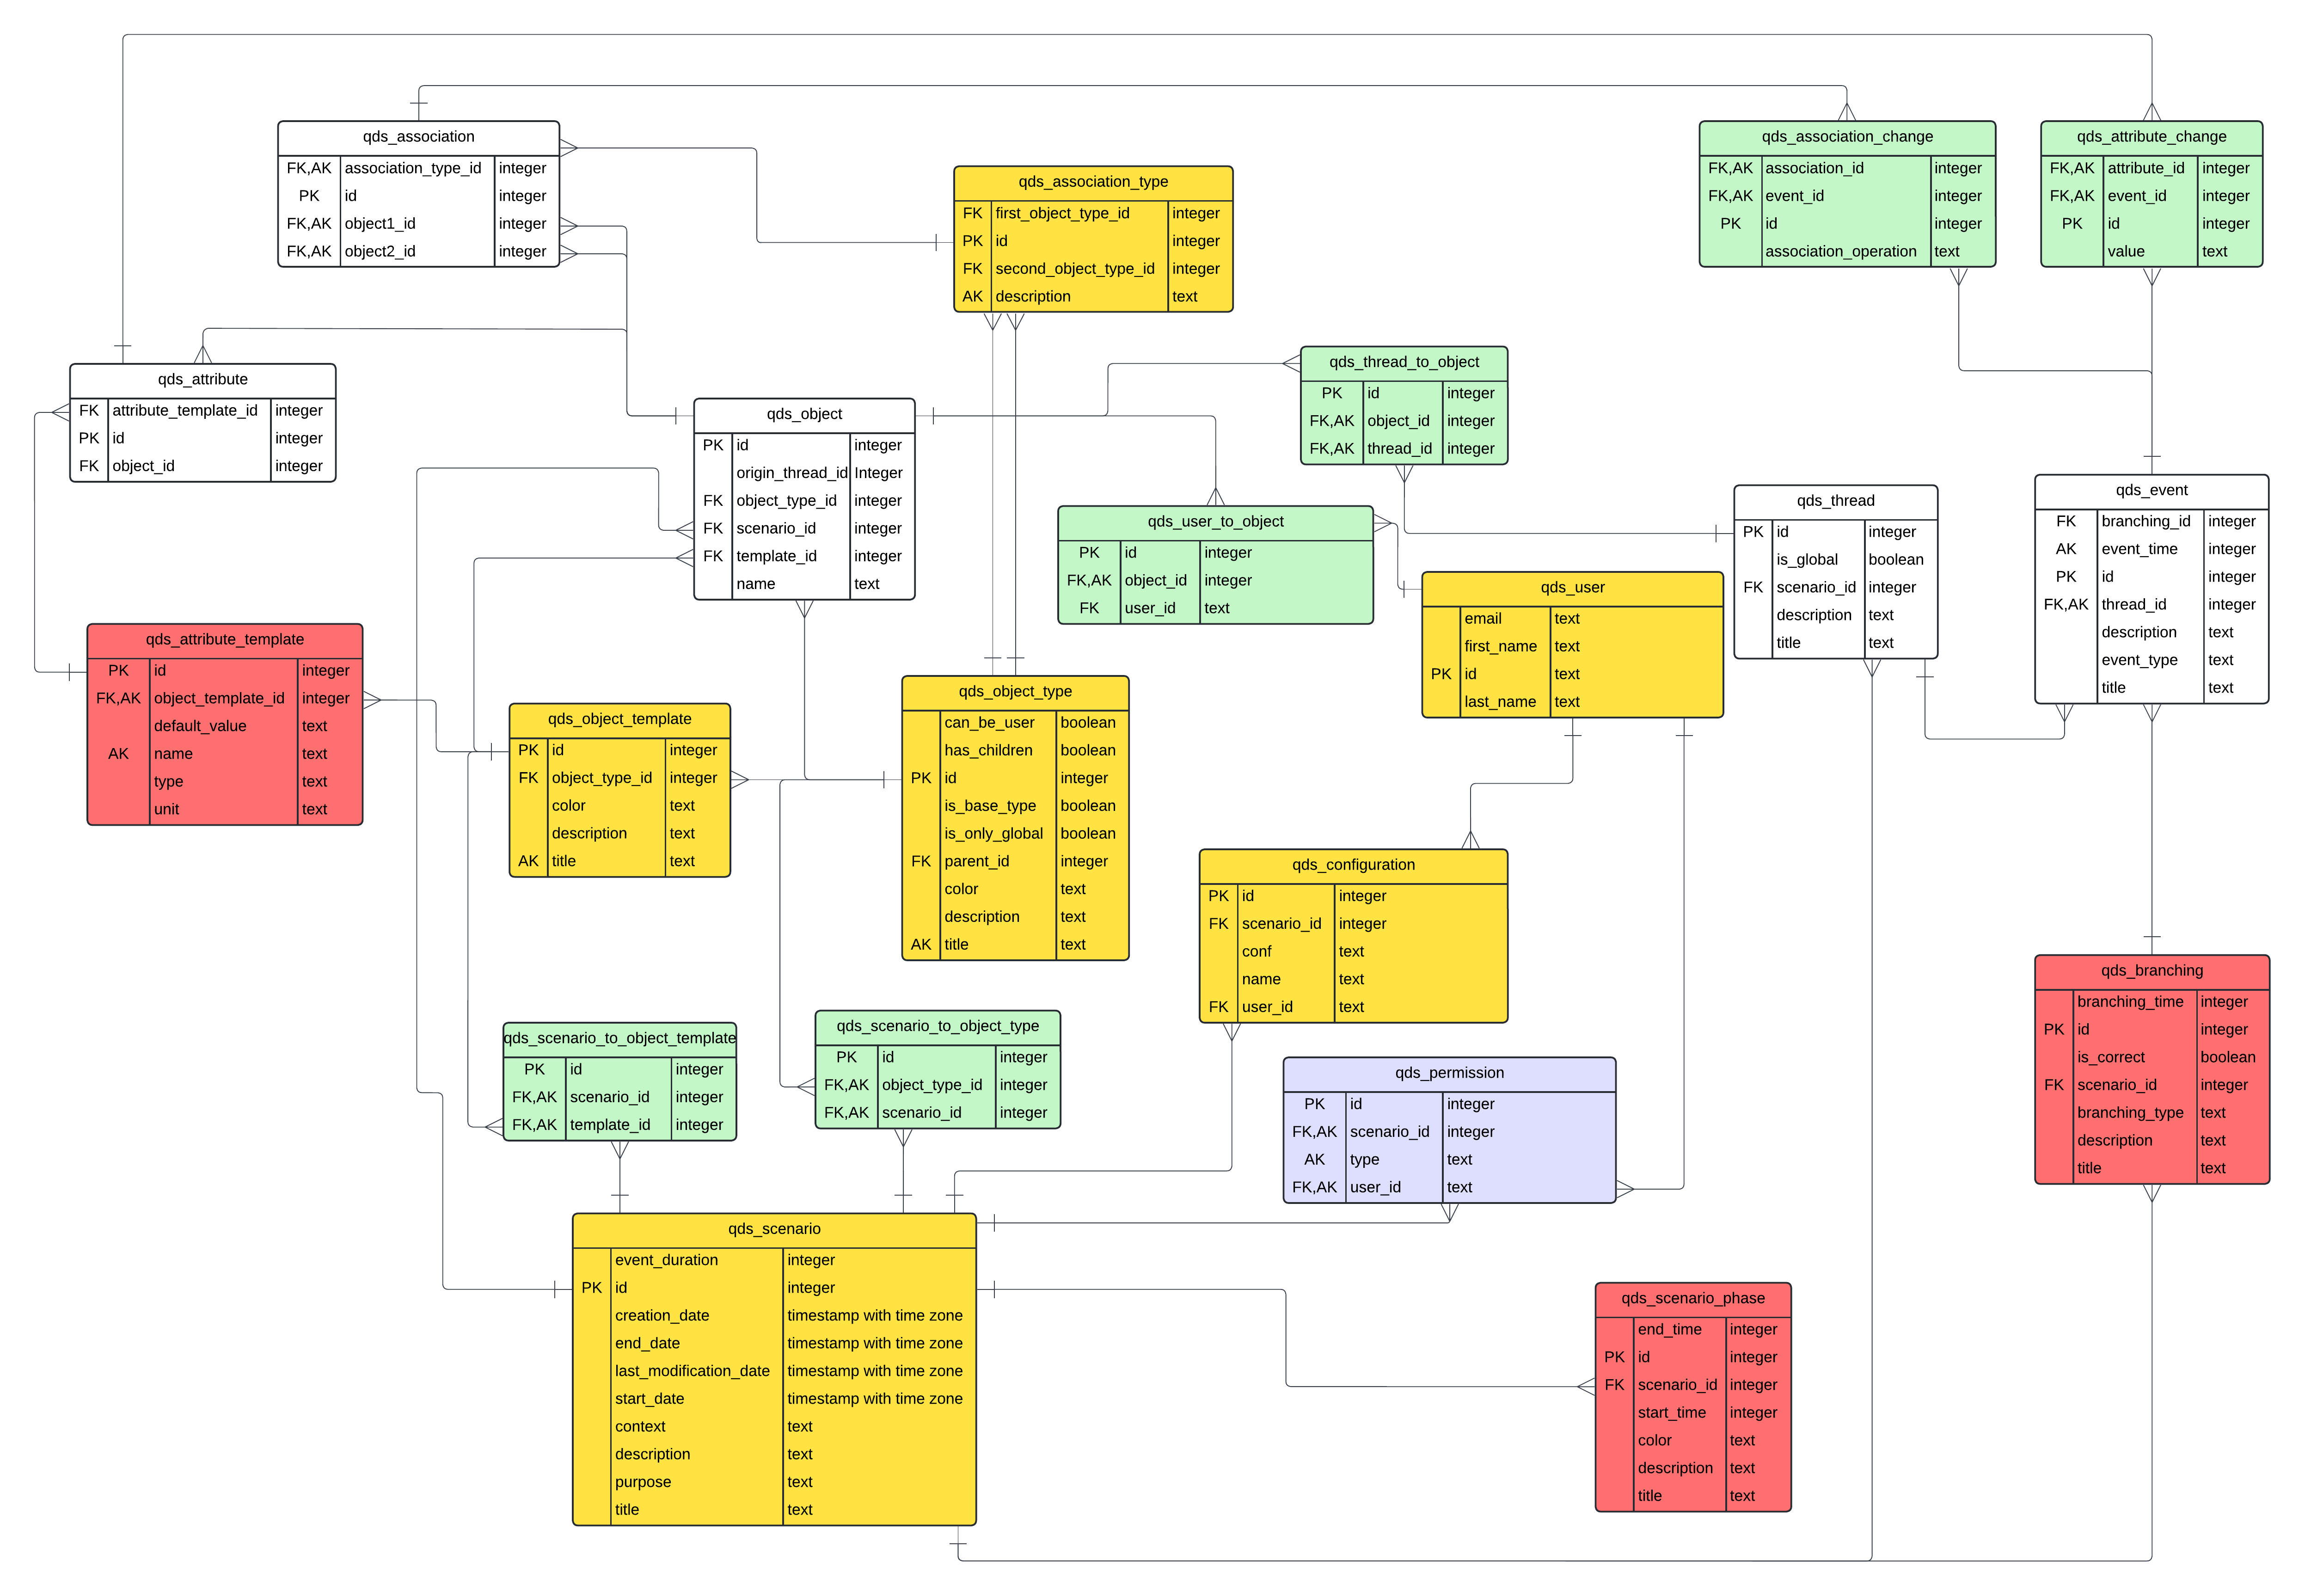 qds_association
FK,AK association_type_id integer
PK id integer
FK,AK object1_id integer
FK,AK object2_id integer
qds_association_type
FK first_object_type_id integer
PK id integer
FK second_object_type_id integer
AK description text
qds_association_change
FK,AK association_id integer
FK,AK event_id integer
PK id integer
association_operation text
qds_attribute_change
FK,AK attribute_id integer
FK,AK event_id integer
PK id integer
value text
qds_attribute
FK attribute_template_id integer
PK id integer
FK object_id integer
qds_object
PK id integer
origin_thread_id Integer
FK object_type_id integer
FK scenario_id integer
FK template_id integer
name text
qds_thread_to_object
PK id integer
FK,AK object_id integer
FK,AK thread_id integer
qds_user_to_object
PK id integer
FK,AK object_id integer
FK user_id text
qds_thread
PK id integer
is_global boolean
FK scenario_id integer
description text
title text
qds_event
FK branching_id integer
AK event_time integer
PK id integer
FK,AK thread_id integer
description text
event_type text
title text
qds_user
email text
first_name text
PK id text
last_name text
qds_attribute_template
PK id integer
FK,AK object_template_id integer
default_value text
AK name text
type text
unit text
qds_object_template
PK id integer
FK object_type_id integer
color text
description text
AK title text
qds_object_type
can_be_user boolean
has_children boolean
PK id integer
is_base_type boolean
is_only_global boolean
FK parent_id integer
color text
description text
AK title text
qds_configuration
PK id integer
FK scenario_id integer
conf text
name text
FK user_id text
qds_branching
branching_time integer
PK id integer
is_correct boolean
FK scenario_id integer
branching_type text
description text
title text
qds_scenario_to_object_template
PK id integer
FK,AK scenario_id integer
FK,AK template_id integer
qds_scenario_to_object_type
PK id integer
FK,AK object_type_id integer
FK,AK scenario_id integer
qds_permission
PK id integer
FK,AK scenario_id integer
AK type text
FK,AK user_id text
qds_scenario
event_duration integer
PK id integer
creation_date timestamp with time zone
end_date timestamp with time zone
last_modification_date timestamp with time zone
start_date timestamp with time zone
context text
description text
purpose text
title text
qds_scenario_phase
end_time integer
PK id integer
FK scenario_id integer
start_time integer
color text
description text
title text